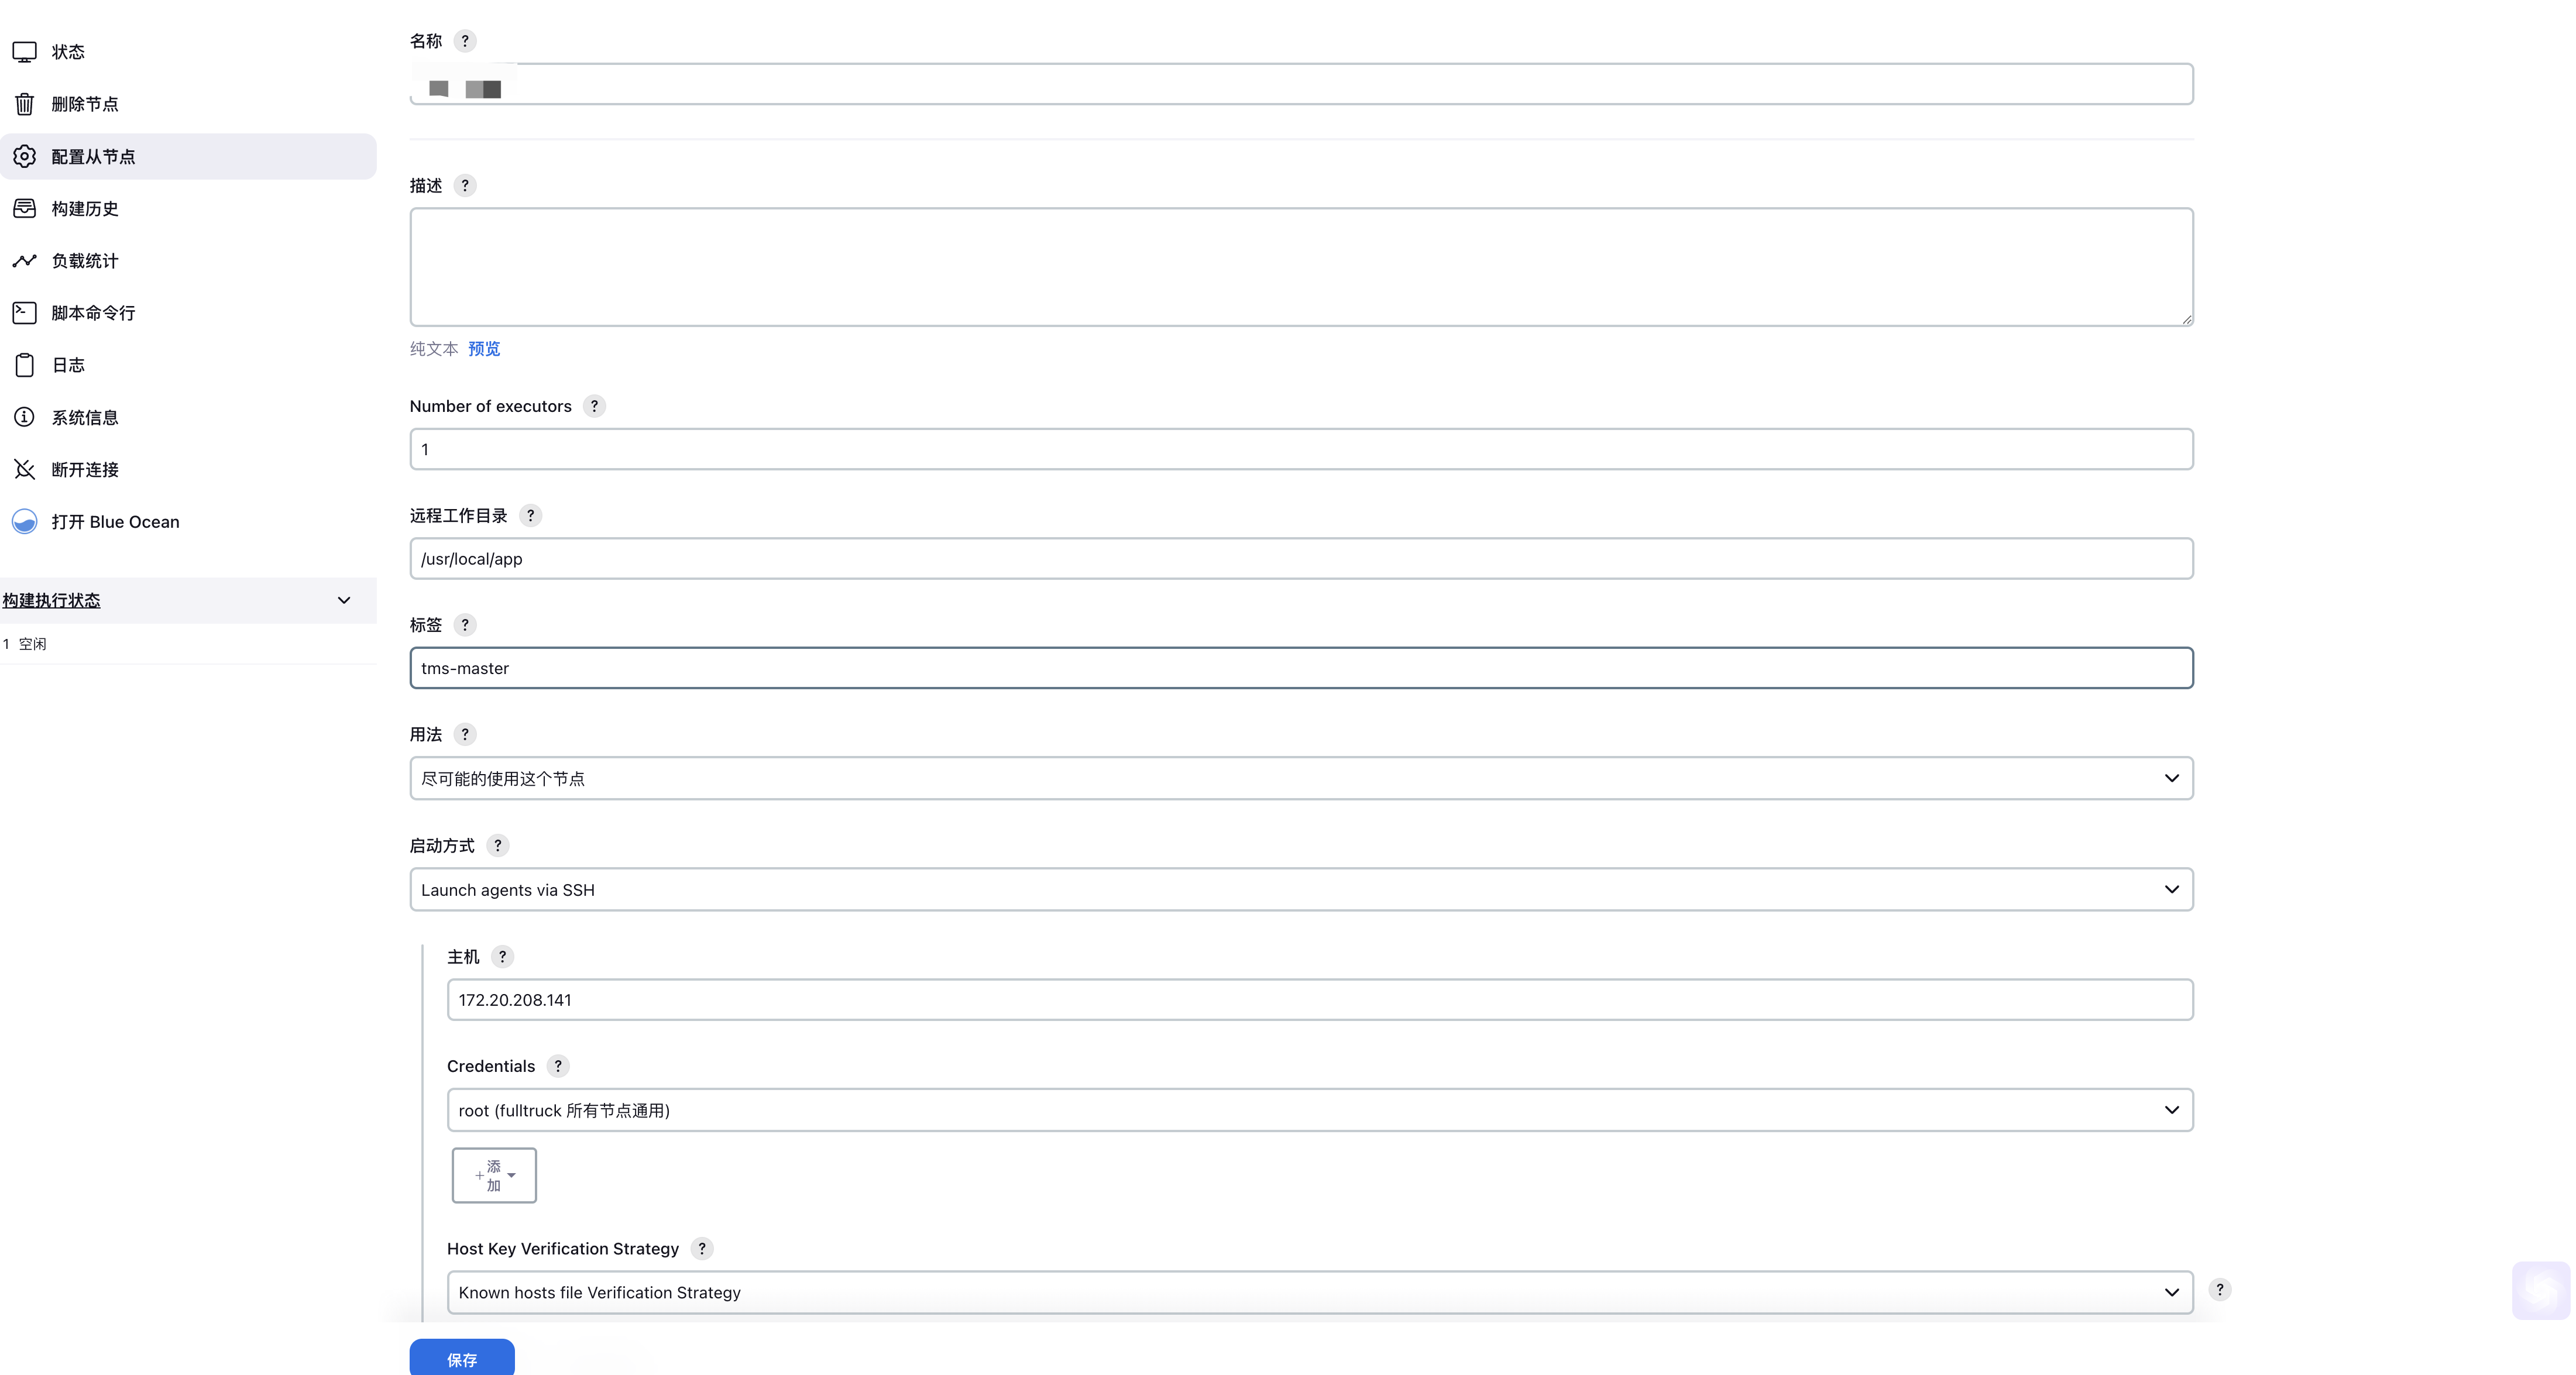 状态
删除节点
配置从节点
构建历史
负载统计
脚本命令行
日志
系统信息
断开连接
打开 Blue Ocean
构建执行状态
1 空闲
名称 ?
描述 ?
纯文本 预览
Number of executors ?
1
远程工作目录 ?
/usr/local/app
标签 ?
tms-master
用法 ?
尽可能的使用这个节点
启动方式 ?
Launch agents via SSH
主机 ?
172.20.208.141
Credentials ?
root (fulltruck 所有节点通用)
+添
加
Host Key Verification Strategy ?
Known hosts file Verification Strategy
?
保存